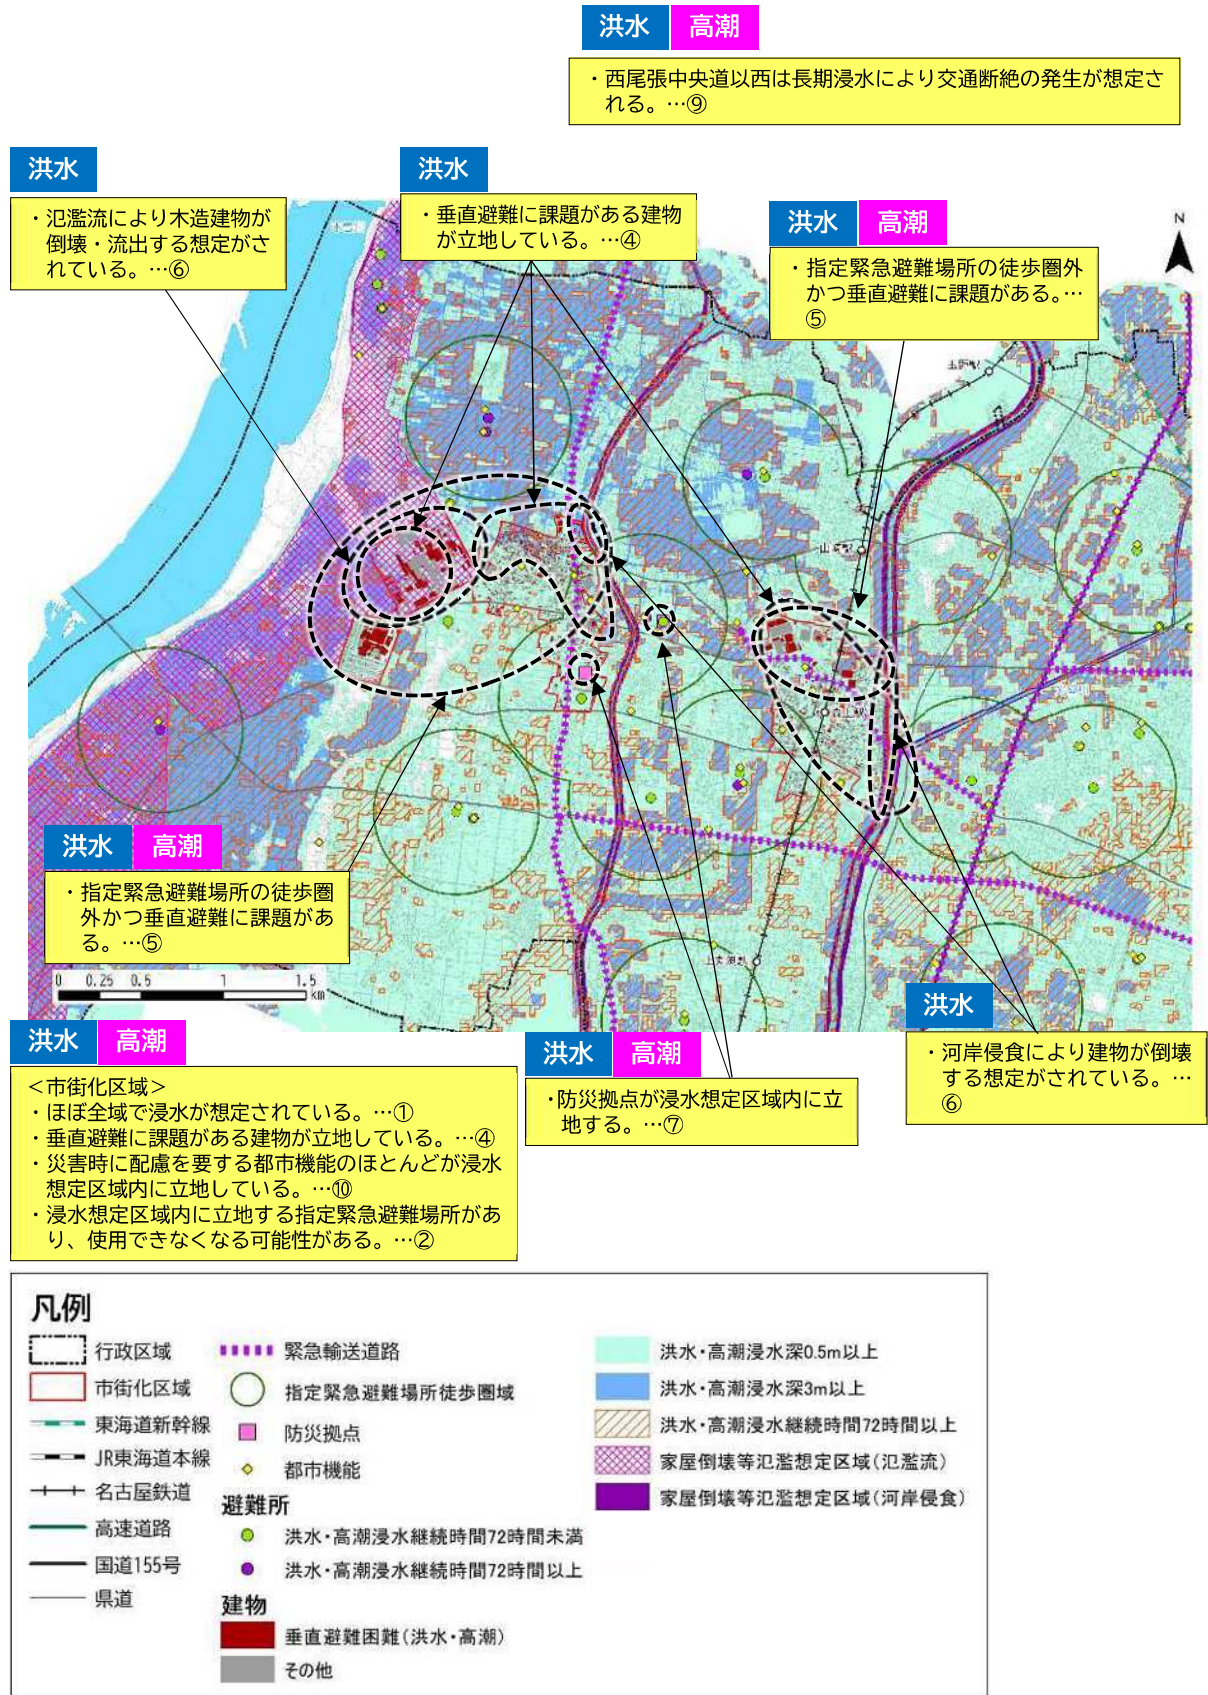 洪水 高潮
・西尾張中央道以西は長期浸水により交通断絶の発生が想定さ
れる。…⑨
洪水
・氾濫流により木造建物が
倒壊・流出する想定がさ
れている。…⑥
洪水
・垂直避難に課題がある建物
が立地している。…④
洪水 高潮
・指定緊急避難場所の徒歩圏外
かつ垂直避難に課題がある。…
⑤
N
洪水 高潮
・指定緊急避難場所の徒歩圏
外かつ垂直避難に課題があ
る。…⑤
0 0.25 0.5 1 1.5
km
洪水 高潮
＜市街化区域＞
・ほぼ全域で浸水が想定されている。…①
・垂直避難に課題がある建物が立地している。…④
・災害時に配慮を要する都市機能のほとんどが浸水
想定区域内に立地している。…⑩
・浸水想定区域内に立地する指定緊急避難場所があ
り、使用できなくなる可能性がある。…②
洪水 高潮
・防災拠点が浸水想定区域内に立
地する。…⑦
洪水
・河岸侵食により建物が倒壊
する想定がされている。…
⑥
凡例
行政区域
市街化区域
東海道新幹線
JR東海道本線
名古屋鉄道
高速道路
国道155号
県道
緊急輸送道路
指定緊急避難場所徒歩圏域
防災拠点
都市機能
避難所
洪水・高潮浸水継続時間72時間未満
洪水・高潮浸水継続時間72時間以上
建物
垂直避難困難（洪水・高潮）
その他
洪水・高潮浸水深0.5m以上
洪水・高潮浸水深3m以上
洪水・高潮浸水継続時間72時間以上
家屋倒壊等氾濫想定区域（氾濫流）
家屋倒壊等氾濫想定区域（河岸侵食）